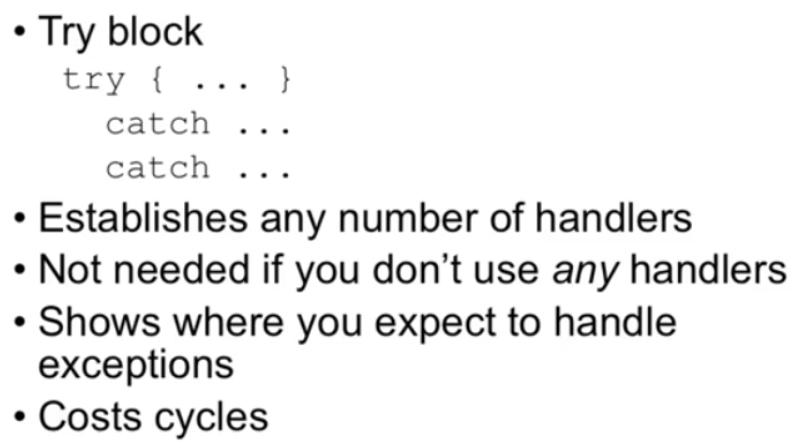 • Try block
try { ... }
catch ...
catch ...
• Establishes any number of handlers
• Not needed if you don’t use any handlers
• Shows where you expect to handle
exceptions
• Costs cycles